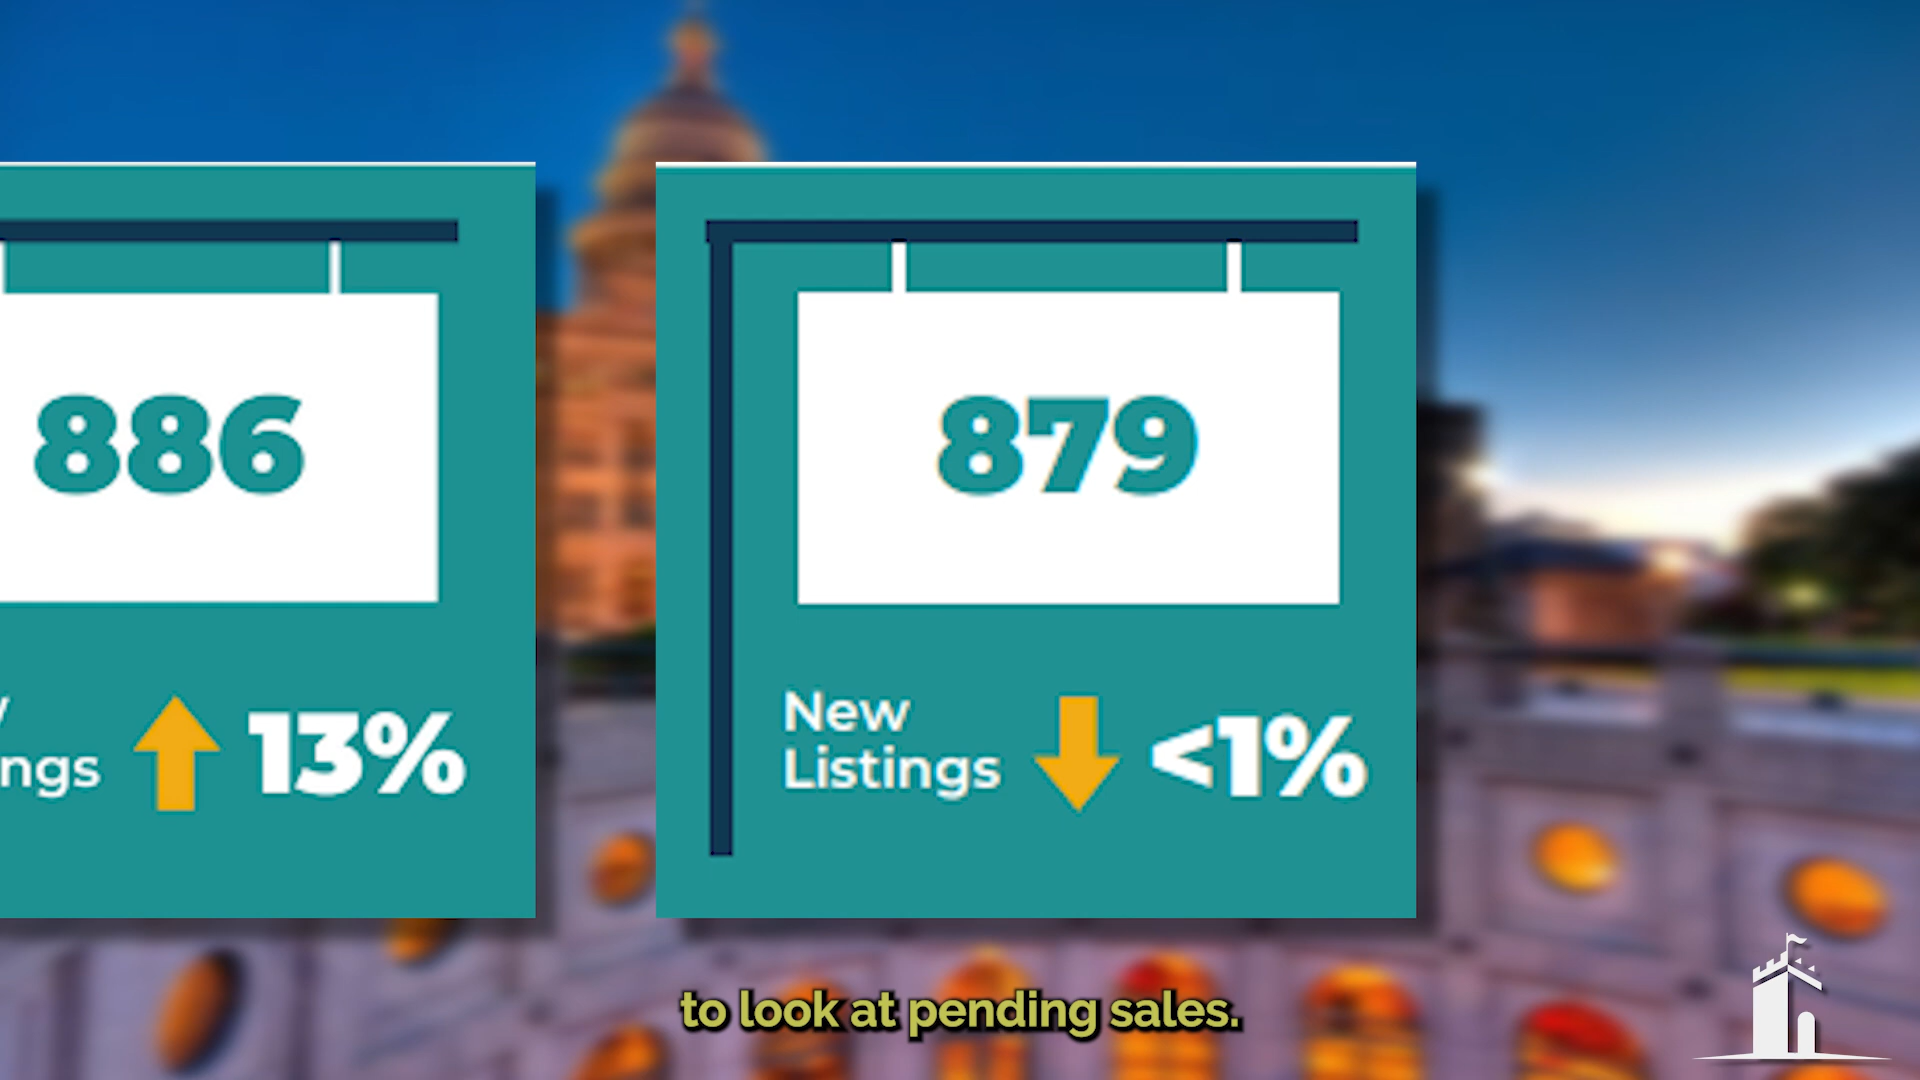 886
ngs
13%
879
New
Listings
<1%
to look at pending sales.